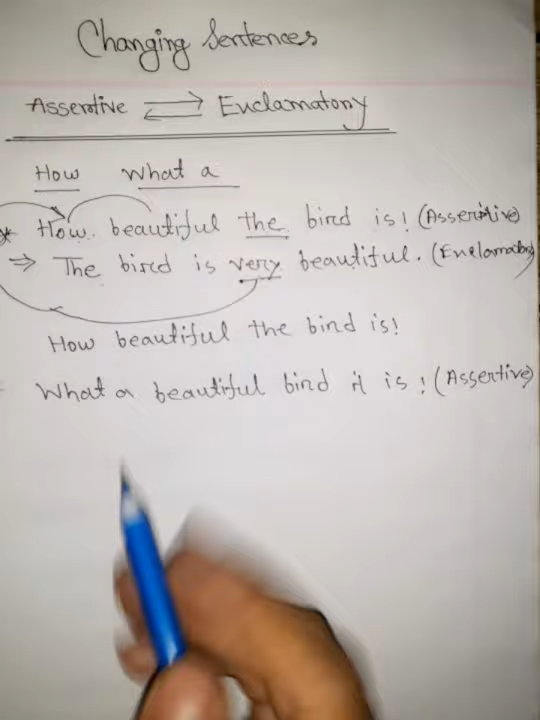 Changing Sentences
Assertive ⇌ Exclamatory
How What a
* How beautiful the bird is! (Assertive)
⇒ The bird is very beautiful. (Exclamatory)
How beautiful the bird is!
What a beautiful bird it is! (Assertive)